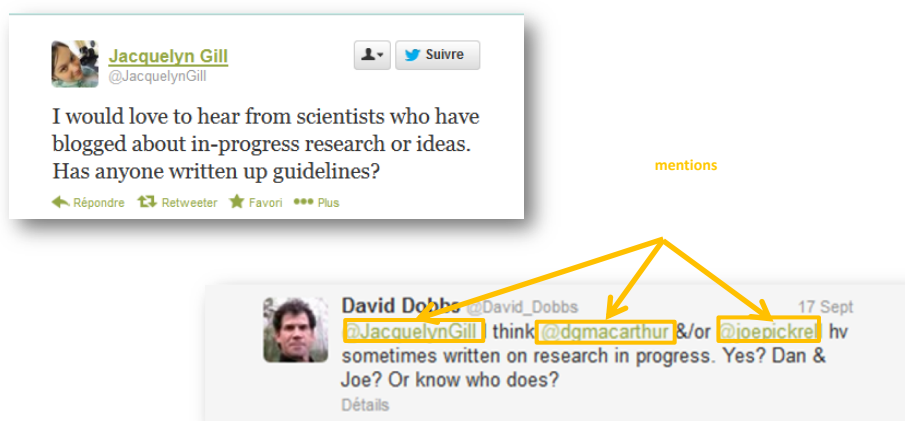 Jacquelyn Gill
@JacquelynGill
Suivre
I would love to hear from scientists who have
blogged about in-progress research or ideas.
Has anyone written up guidelines?
Répondre Retweeter Favori Plus
mentions
David Dobbs @David_Dobbs 17 Sept
@JacquelynGill I think @dgmacarthur &/or @joepickrell hv
sometimes written on research in progress. Yes? Dan &
Joe? Or know who does?
Détails